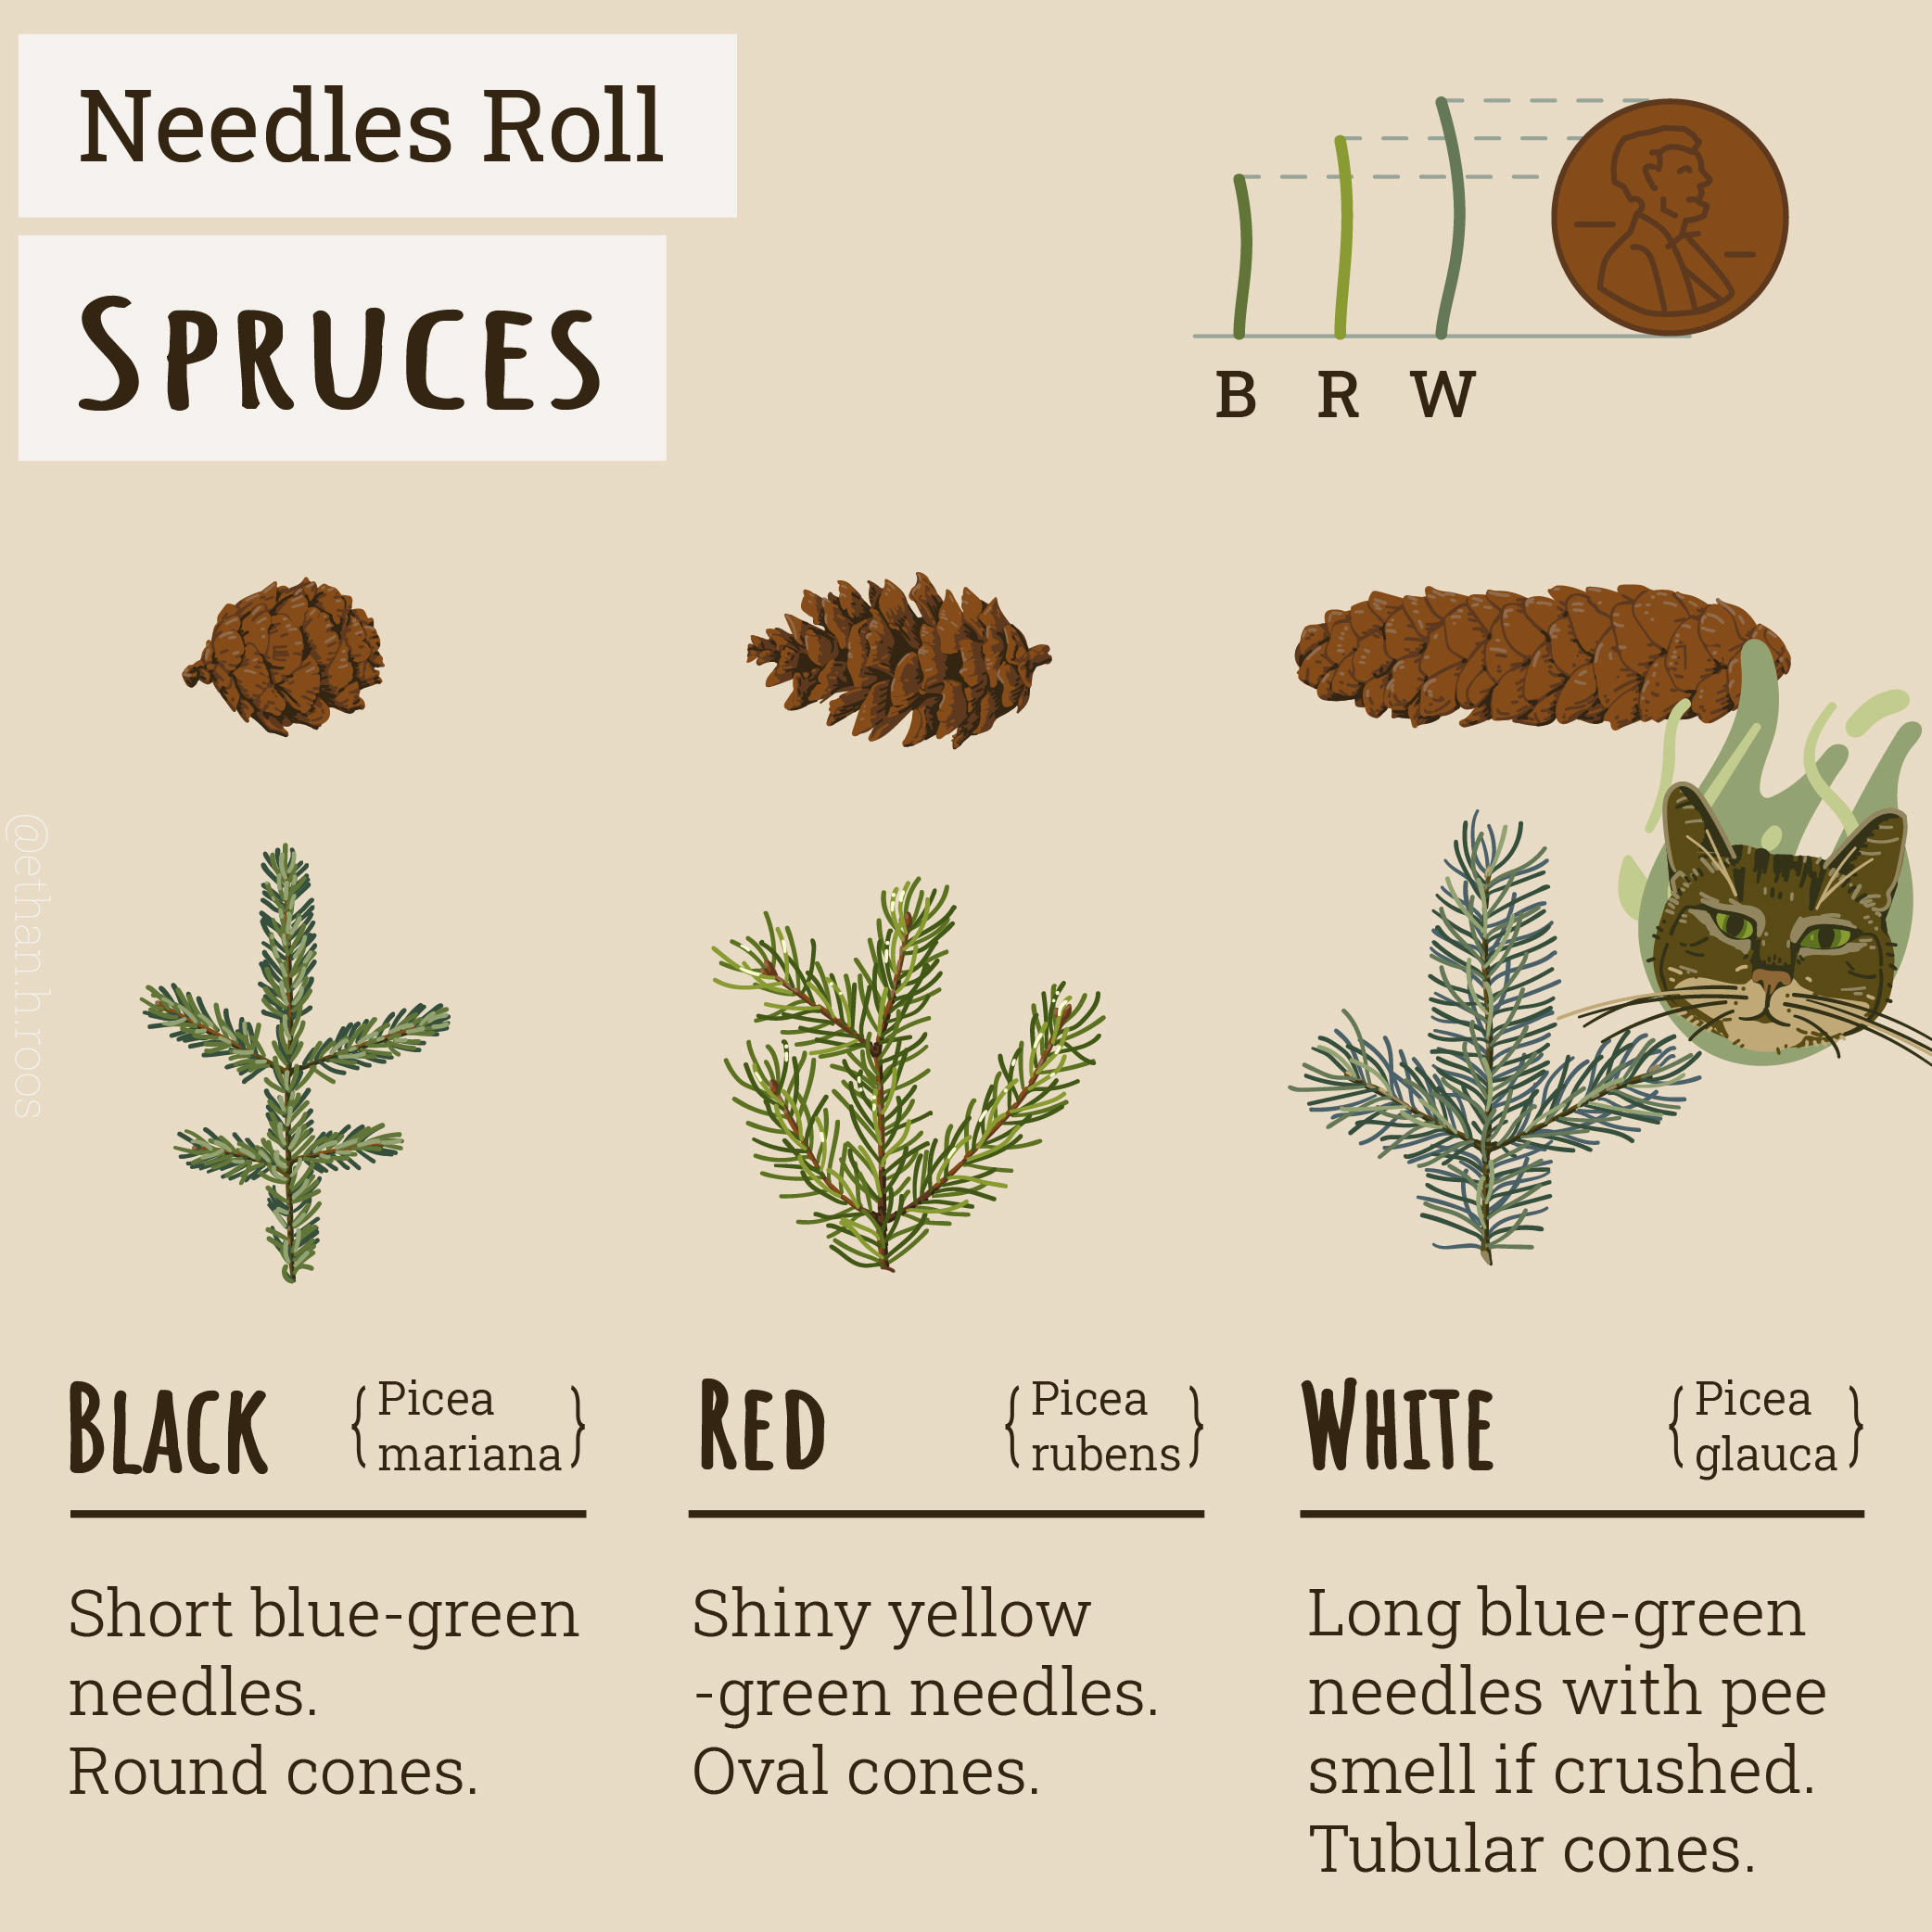 Needles Roll
SPRUCES
B R W
@ethan.h.roos
BLACK {Picea mariana}
Short blue-green
needles.
Round cones.
RED {Picea rubens}
Shiny yellow
-green needles.
Oval cones.
WHITE {Picea glauca}
Long blue-green
needles with pee
smell if crushed.
Tubular cones.